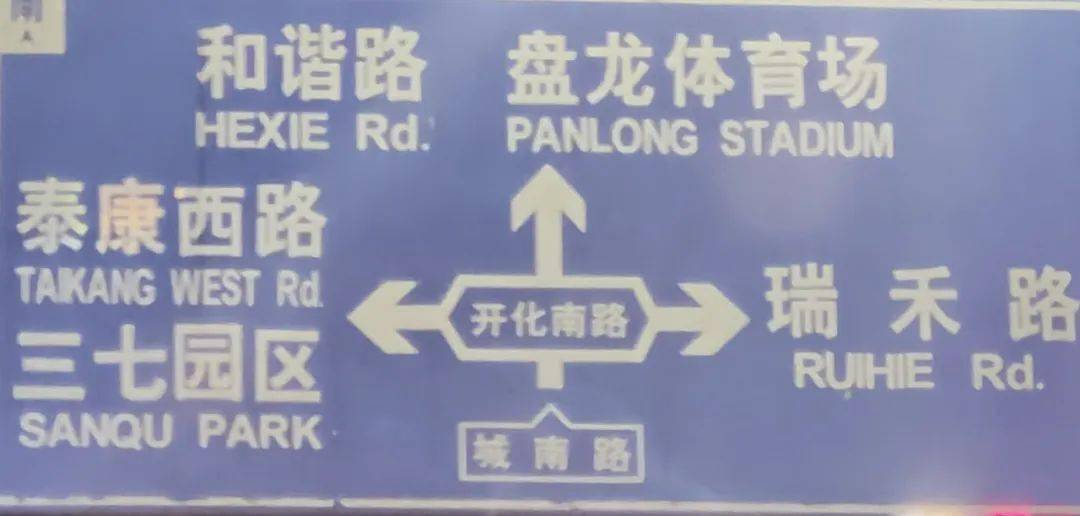 南
A
和谐路 盘龙体育场
HEXIE Rd. PANLONG STADIUM
泰康西路
TAIKANG WEST Rd.
三七园区
SANQU PARK
开化南路
瑞禾路
RUIHIE Rd.
城南路